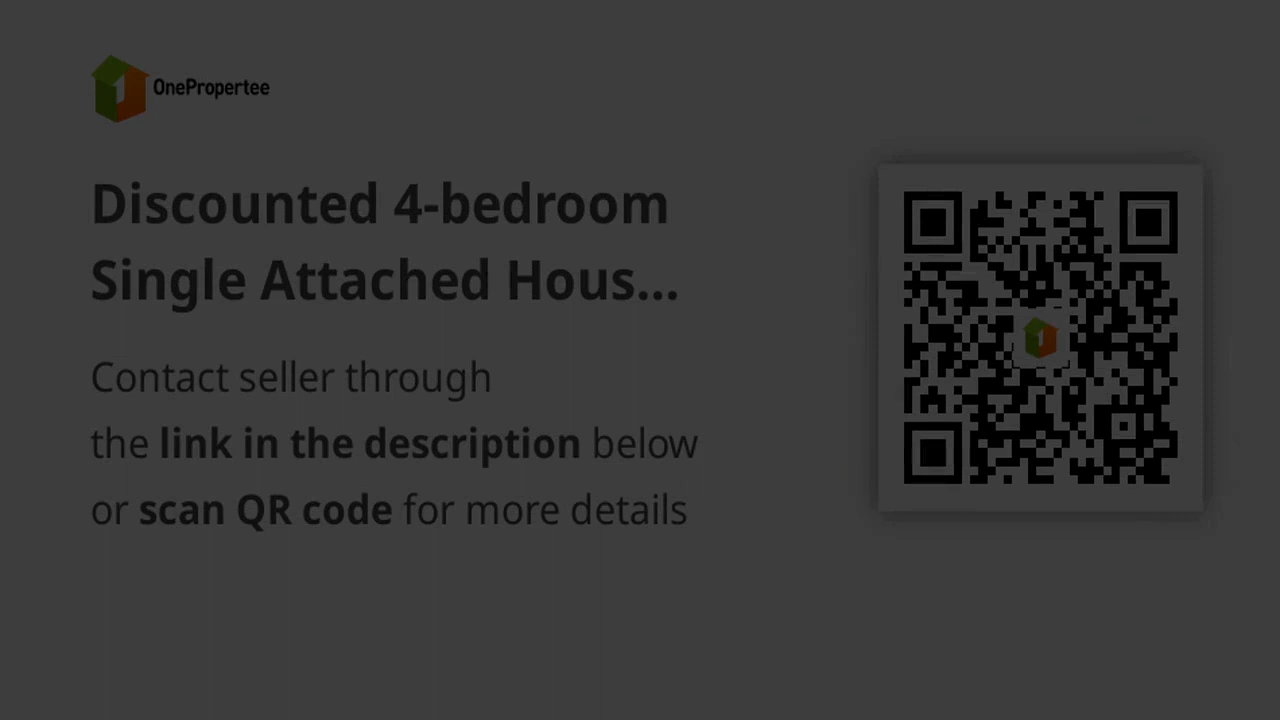 OnePropertee
Discounted 4-bedroom
Single Attached Hous...
Contact seller through
the link in the description below
or scan QR code for more details